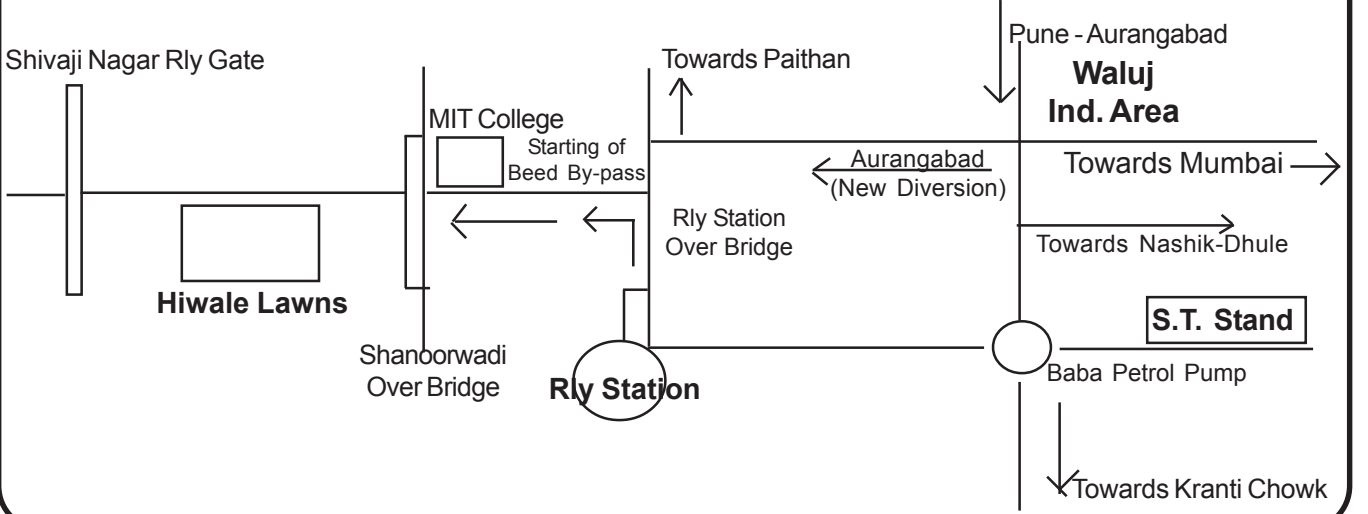 Pune - Aurangabad
Shivaji Nagar Rly Gate
Towards Paithan
Waluj
Ind. Area
MIT College
Starting of
Beed By-pass
Aurangabad
(New Diversion)
Towards Mumbai
Rly Station
Over Bridge
Towards Nashik-Dhule
Hiwale Lawns
S.T. Stand
Shanoorwadi
Over Bridge
Rly Station
Baba Petrol Pump
Towards Kranti Chowk